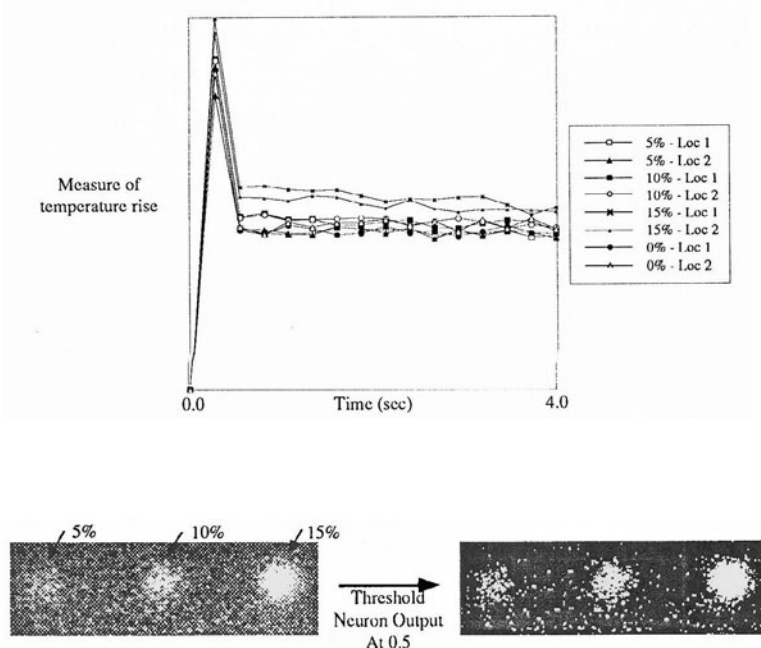 Measure of
temperature rise
5% - Loc 1
5% - Loc 2
10% - Loc 1
10% - Loc 2
15% - Loc 1
15% - Loc 2
0% - Loc 1
0% - Loc 2
0.0
Time (sec)
4.0
5%
10%
15%
Threshold
Neuron Output
At 0.5